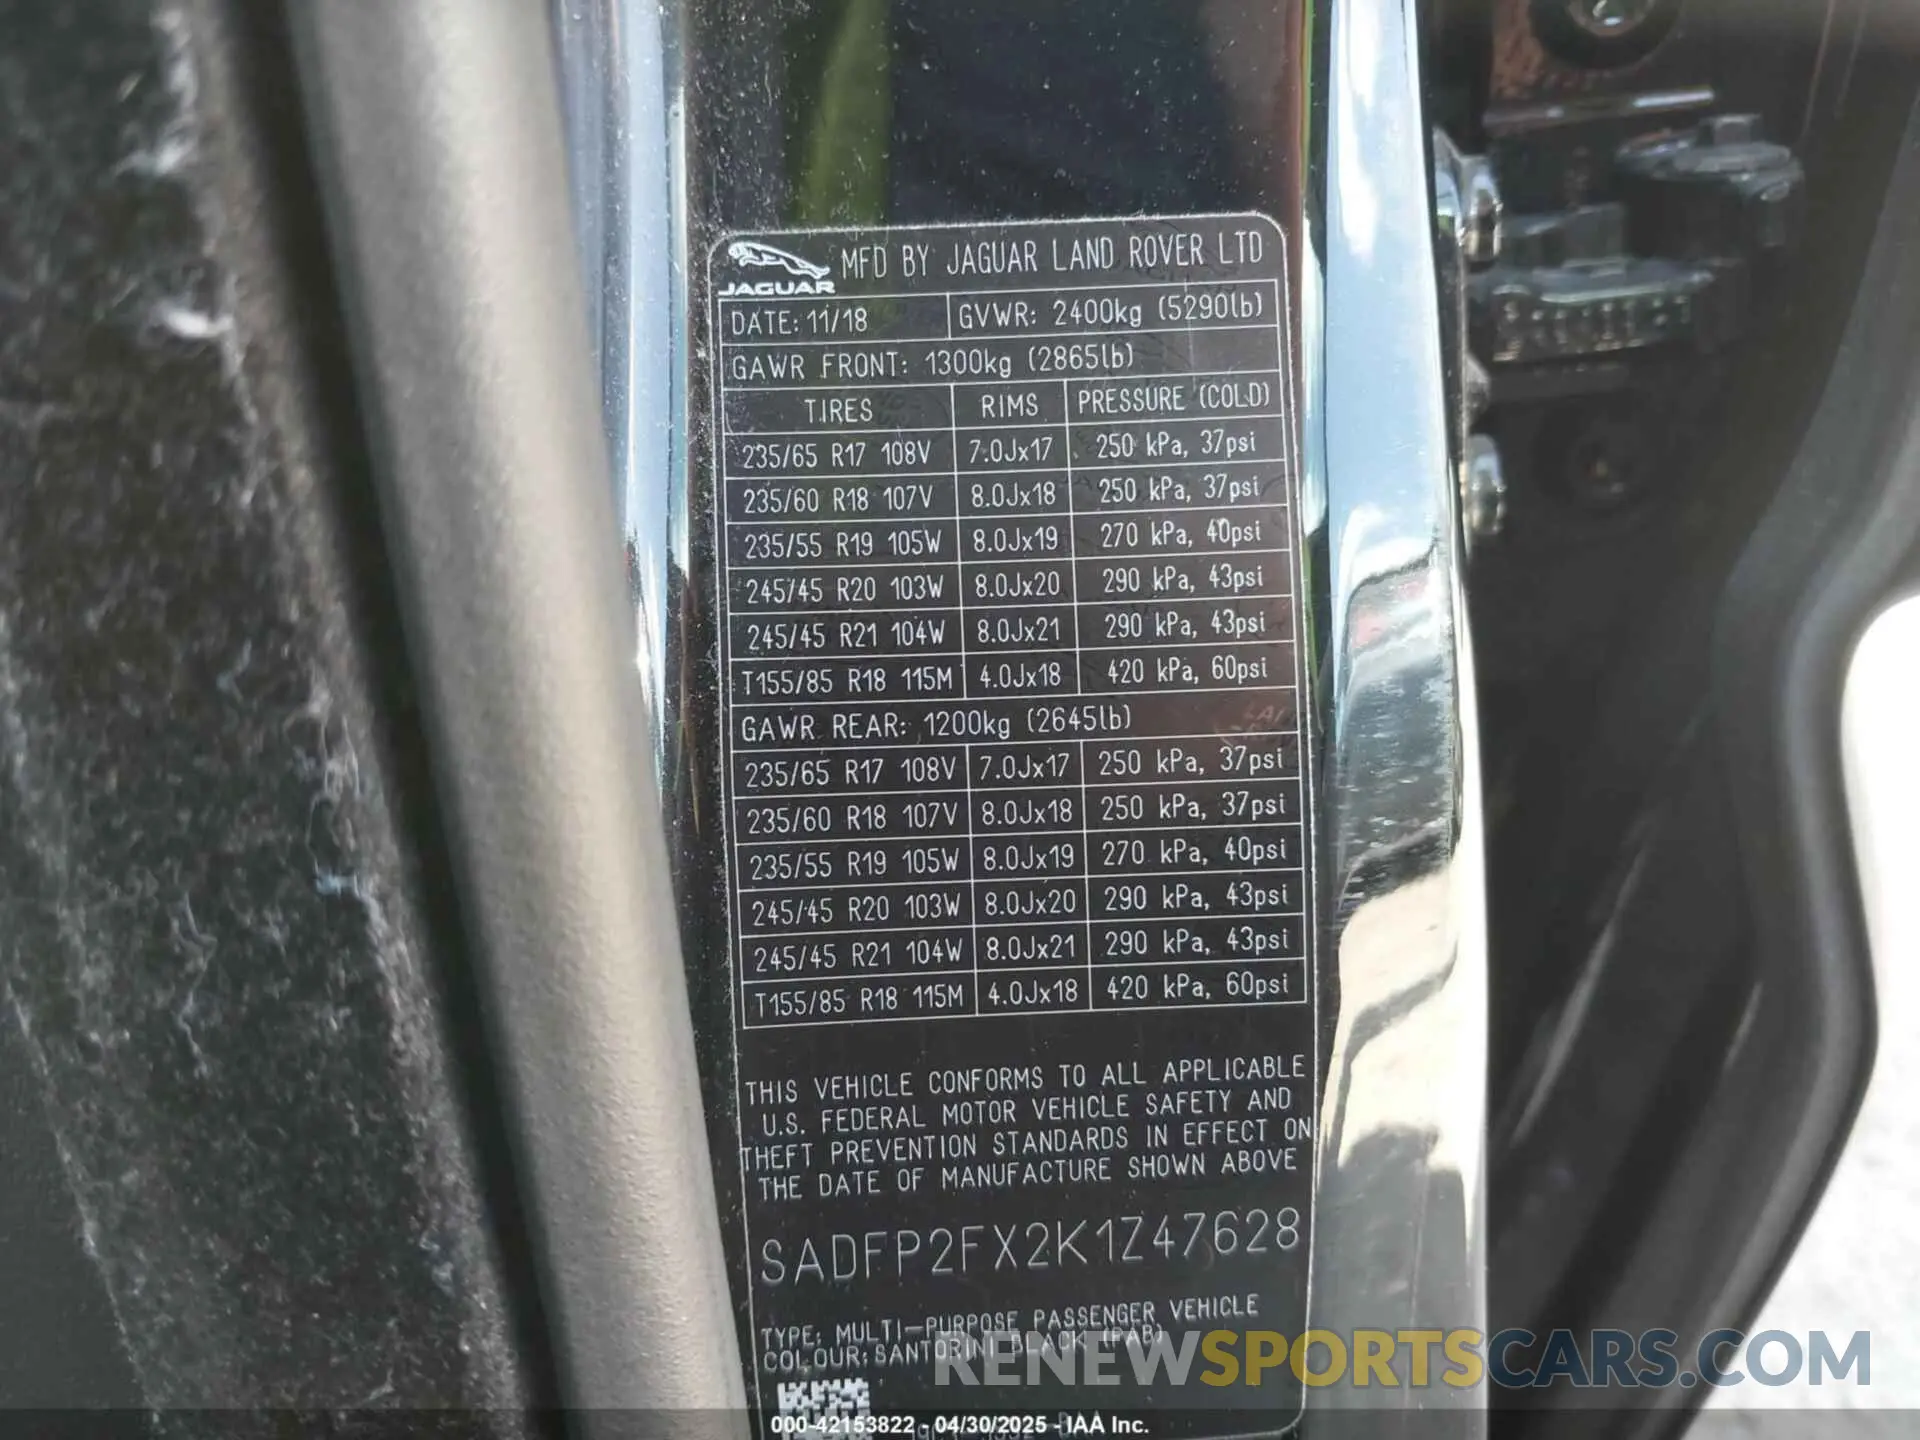 JAGUAR MFD BY JAGUAR LAND ROVER LTD
DATE: 11/18 GVWR: 2400kg (5290lb)
GAWR FRONT: 1300kg (2865lb)
TIRES RIMS PRESSURE (COLD)
235/65 R17 108V 7.0Jx17 250 kPa, 37psi
235/60 R18 107V 8.0Jx18 250 kPa, 37psi
235/55 R19 105W 8.0Jx19 270 kPa, 40psi
245/45 R20 103W 8.0Jx20 290 kPa, 43psi
245/45 R21 104W 8.0Jx21 290 kPa, 43psi
T155/85 R18 115M 4.0Jx18 420 kPa, 60psi
GAWR REAR: 1200kg (2645lb)
235/65 R17 108V 7.0Jx17 250 kPa, 37psi
235/60 R18 107V 8.0Jx18 250 kPa, 37psi
235/55 R19 105W 8.0Jx19 270 kPa, 40psi
245/45 R20 103W 8.0Jx20 290 kPa, 43psi
245/45 R21 104W 8.0Jx21 290 kPa, 43psi
T155/85 R18 115M 4.0Jx18 420 kPa, 60psi
THIS VEHICLE CONFORMS TO ALL APPLICABLE
U.S. FEDERAL MOTOR VEHICLE SAFETY AND
THEFT PREVENTION STANDARDS IN EFFECT ON
THE DATE OF MANUFACTURE SHOWN ABOVE
SADFP2FX2K1Z47628
TYPE: MULTI-PURPOSE PASSENGER VEHICLE
COLOUR: SANTORINI BLACK (PAB)
RENEWSPORTSCARS.COM
000-42153822 - 04/30/2025 - IAA Inc.